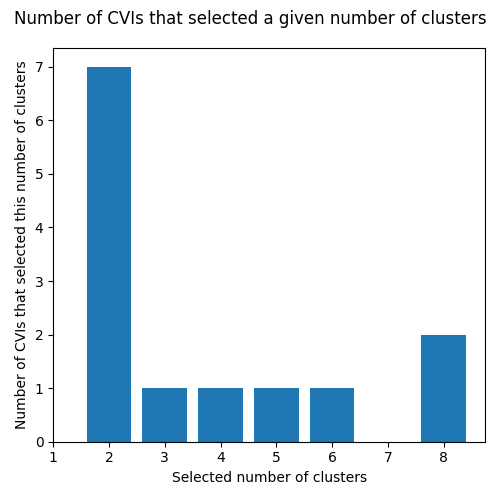 Number of CVIs that selected a given number of clusters
Number of CVIs that selected this number of clusters
7
6
5
4
3
2
1
0
1 2 3 4 5 6 7 8
Selected number of clusters